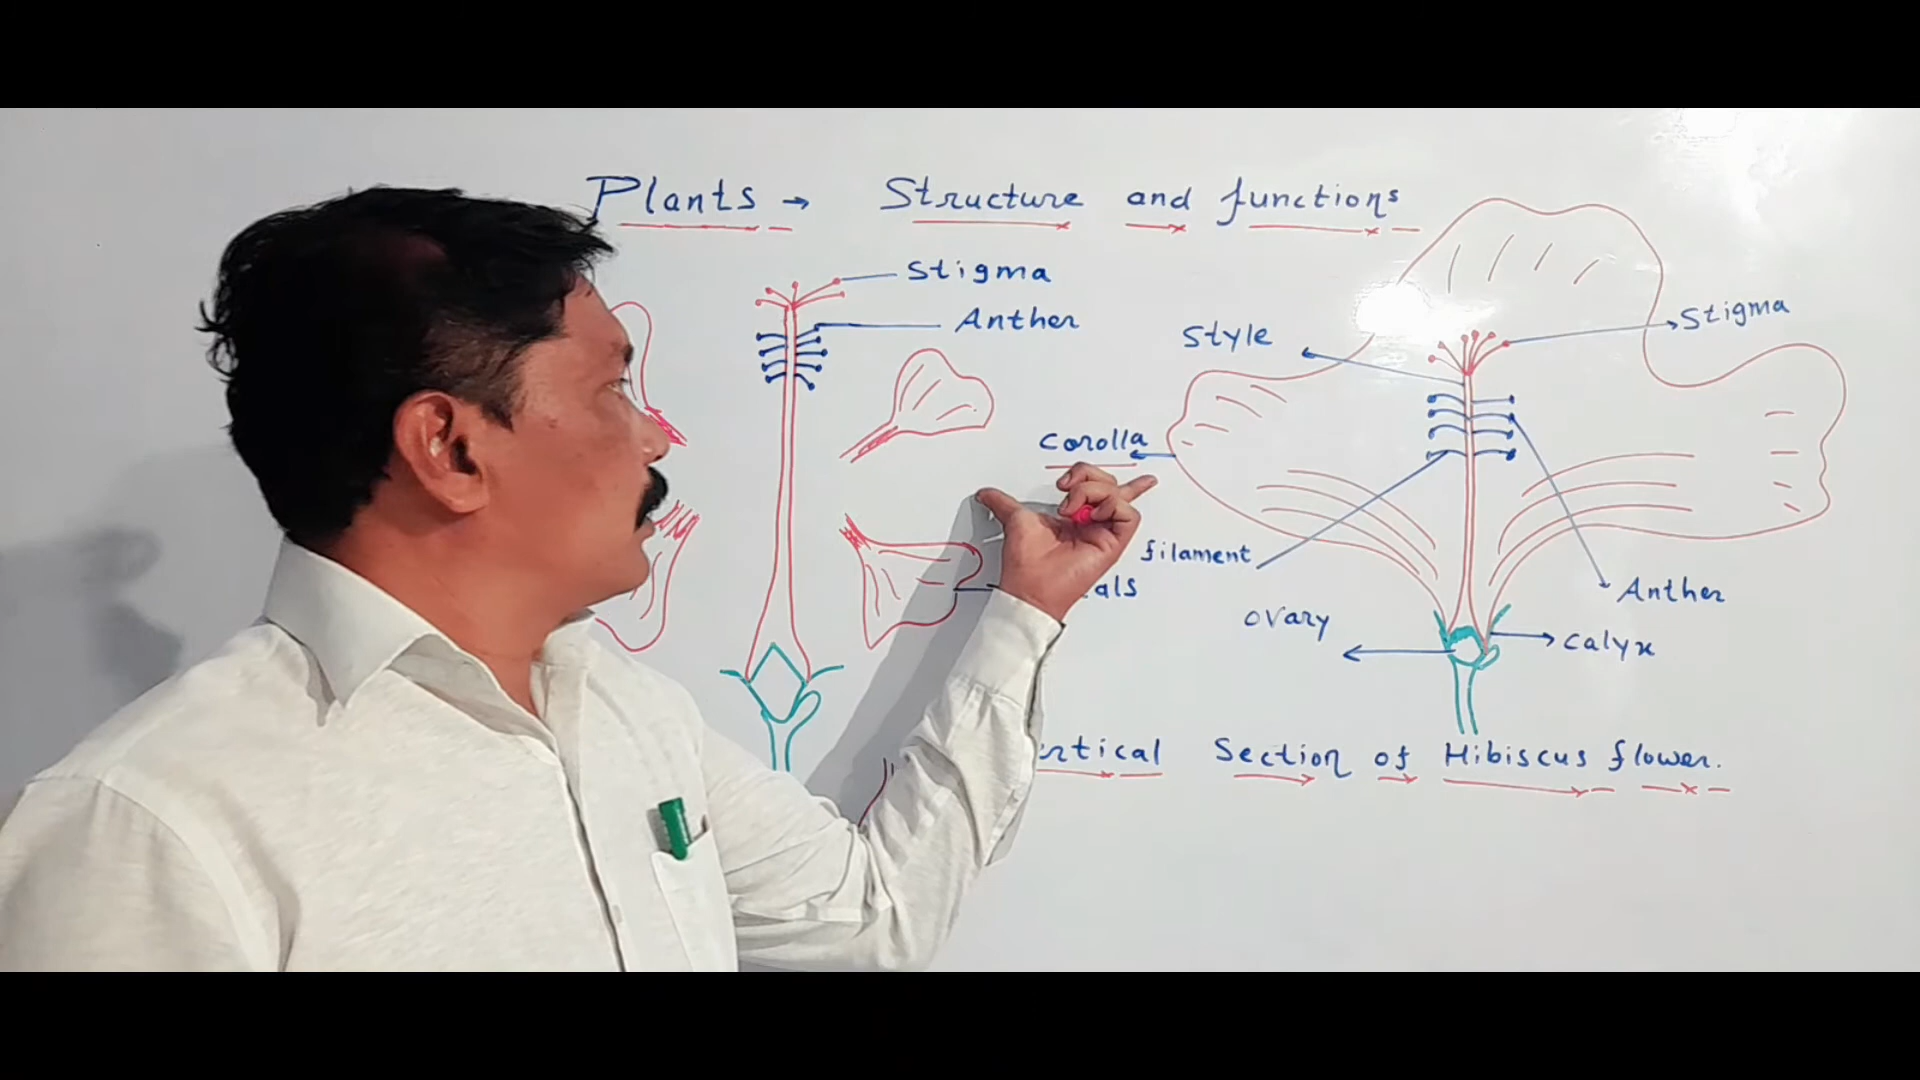 Plants → Structure and functions
Stigma
Anther
Style
Stigma
Corolla
filament
Anther
ovary
Calyx
Section of Hibiscus flower.